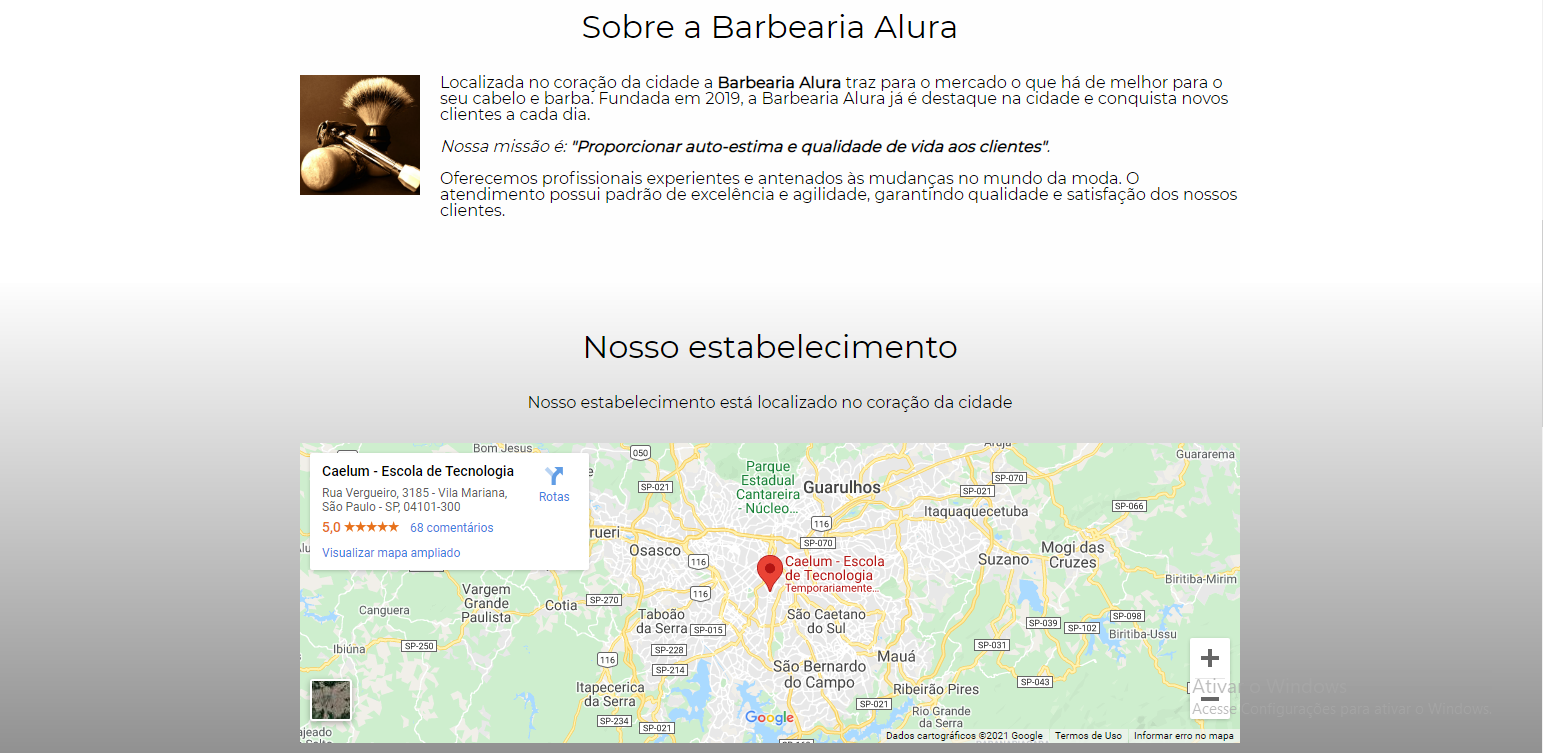 Sobre a Barbearia Alura
Localizada no coração da cidade a Barbearia Alura traz para o mercado o que há de melhor para o
seu cabelo e barba. Fundada em 2019, a Barbearia Alura já é destaque na cidade e conquista novos
clientes a cada dia.
Nossa missão é: "Proporcionar auto-estima e qualidade de vida aos clientes".
Oferecemos profissionais experientes e antenados às mudanças no mundo da moda. O
atendimento possui padrão de excelência e agilidade, garantindo qualidade e satisfação dos nossos
clientes.
Nosso estabelecimento
Nosso estabelecimento está localizado no coração da cidade
Caelum - Escola de Tecnologia
Rua Vergueiro, 3185 - Vila Mariana,
São Paulo - SP, 04101-300
5,0 68 comentários
Visualizar mapa ampliado
Rotas
Bom Jesus
050
Parque
Estadual
Cantareira
- Núcleo...
Guarulhos
Arujá
Guararema
SP-021
SP-070
SP-021
SP-066
Itaquaquecetuba
116
rueri
Osasco
116
SP-070
Caelum - Escola
de Tecnologia
Temporariamente...
Suzano
Mogi das
Cruzes
Biritiba-Mirim
Vargem
Grande
Paulista
Cotia
SP-270
116
Canguera
Taboão
da Serra
SP-015
São Caetano
do Sul
SP-098
SP-039
SP-102
Biritiba-Ussu
Ibiúna
SP-250
SP-228
SP-031
116
SP-214
São Bernardo
do Campo
Mauá
SP-043
Itapecerica
da Serra
Ribeirão Pires
SP-021
SP-234
SP-021
Rio Grande
da Serra
ajeado
de Serra
Google
Dados cartográficos ©2021 Google
Termos de Uso
Informar erro no mapa
Ativar o Windows
Acesse Configurações para ativar o Windows.